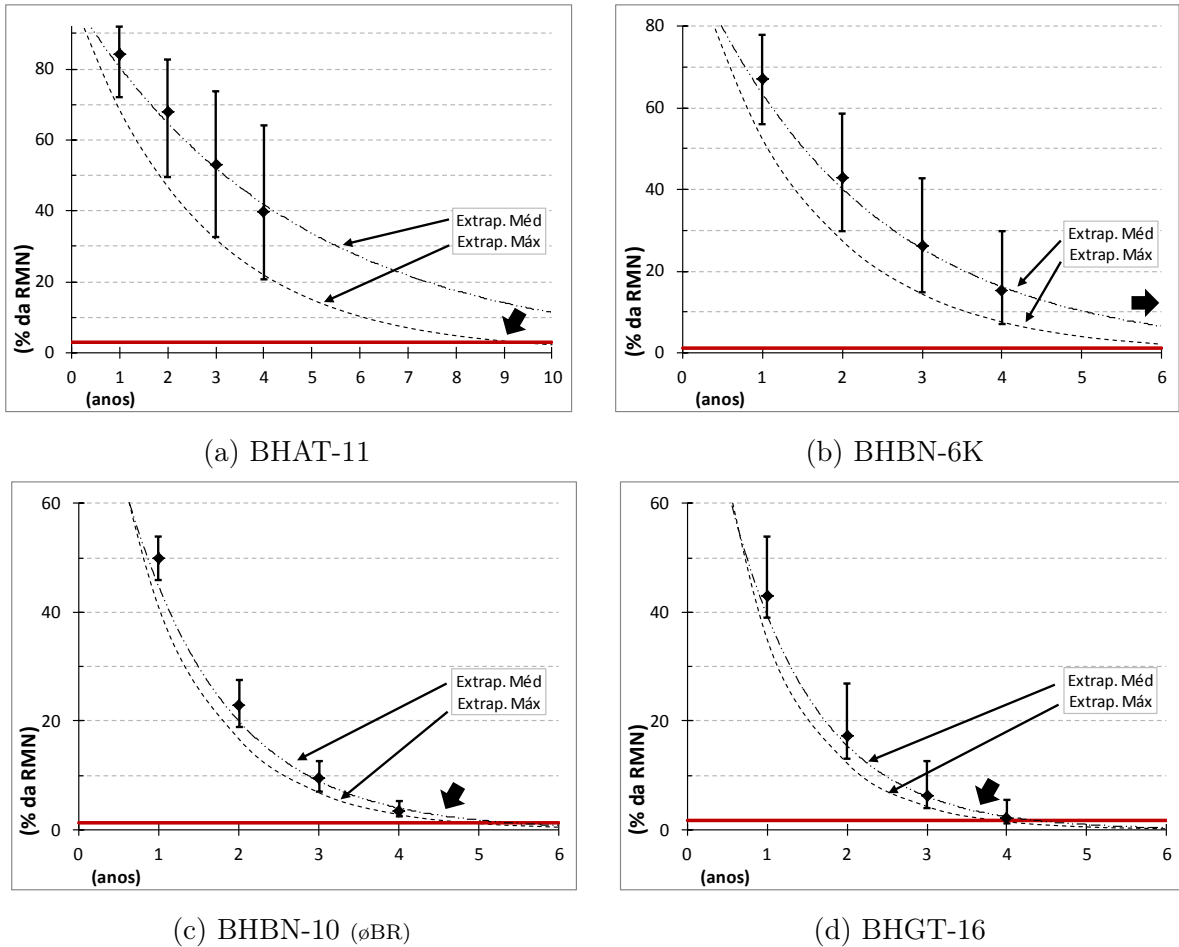 80
60
40
20
0
(% da RMN)
Extrap. Méd
Extrap. Máx
0 1 2 3 4 5 6 7 8 9 10
(anos)
(a) BHAT-11
80
60
40
20
0
(% da RMN)
Extrap. Méd
Extrap. Máx
0 1 2 3 4 5 6
(anos)
(b) BHBN-6K
60
40
20
0
(% da RMN)
Extrap. Méd
Extrap. Máx
0 1 2 3 4 5 6
(anos)
(c) BHBN-10 (øBR)
60
40
20
0
(% da RMN)
Extrap. Méd
Extrap. Máx
0 1 2 3 4 5 6
(anos)
(d) BHGT-16